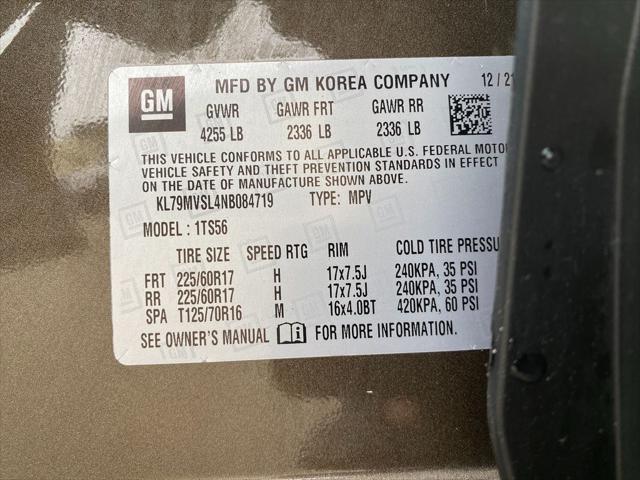 GM
MFD BY GM KOREA COMPANY 12/21
GVWR GAWR FRT GAWR RR
4255 LB 2336 LB 2336 LB
THIS VEHICLE CONFORMS TO ALL APPLICABLE U.S. FEDERAL MOTOR
VEHICLE SAFETY AND THEFT PREVENTION STANDARDS IN EFFECT
ON THE DATE OF MANUFACTURE SHOWN ABOVE.
KL79MVSL4NB084719 TYPE: MPV
MODEL: 1TS56
TIRE SIZE SPEED RTG RIM COLD TIRE PRESSU
FRT 225/60R17 H 17x7.5J 240KPA, 35 PSI
RR 225/60R17 H 17x7.5J 240KPA, 35 PSI
SPA T125/70R16 M 16x4.0BT 420KPA, 60 PSI
SEE OWNER'S MANUAL FOR MORE INFORMATION.